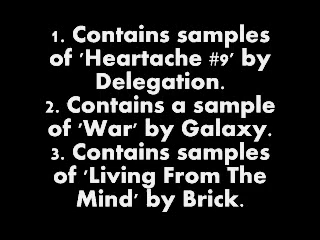 1. Contains samples
of 'Heartache #9' by
Delegation.
2. Contains a sample
of 'War' by Galaxy.
3. Contains samples
of 'Living From The
Mind' by Brick.